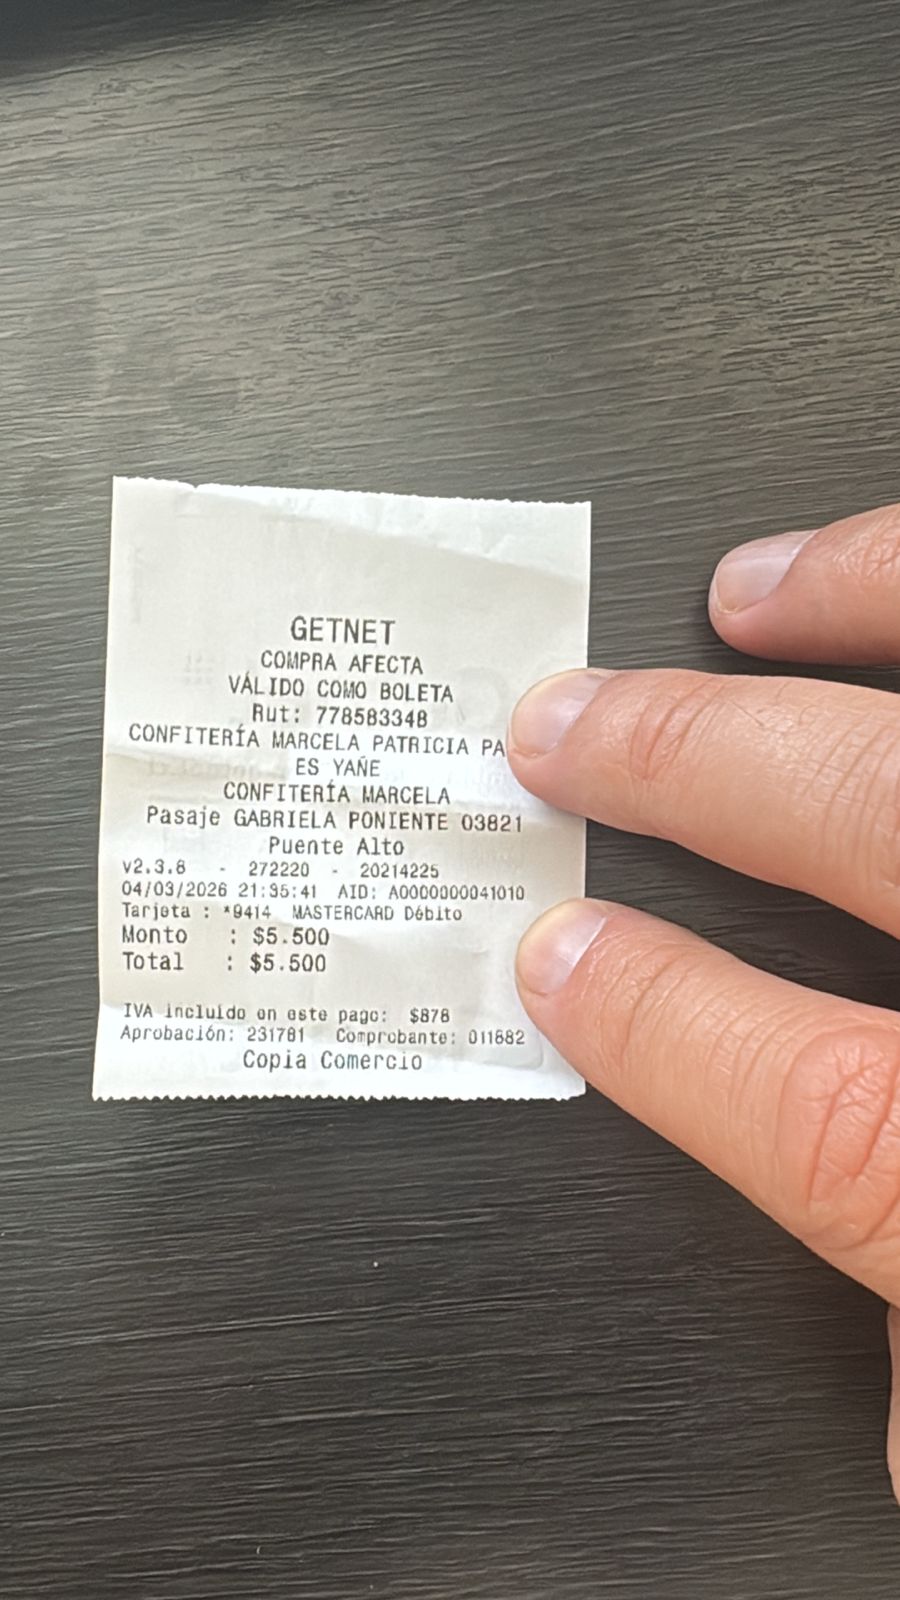 GETNET
COMPRA AFECTA
VÁLIDO COMO BOLETA
Rut: 778583348
CONFITERÍA MARCELA PATRICIA PA
ES YAÑE
CONFITERÍA MARCELA
Pasaje GABRIELA PONIENTE 03821
Puente Alto
v2.3.8 - 272220 - 20214225
04/03/2026 21:35:41 AID: A0000000041010
Tarjeta : *9414 MASTERCARD Débito
Monto : $5.500
Total : $5.500
IVA incluido en este pago: $878
Aprobación: 231781 Comprobante: 011882
Copia Comercio